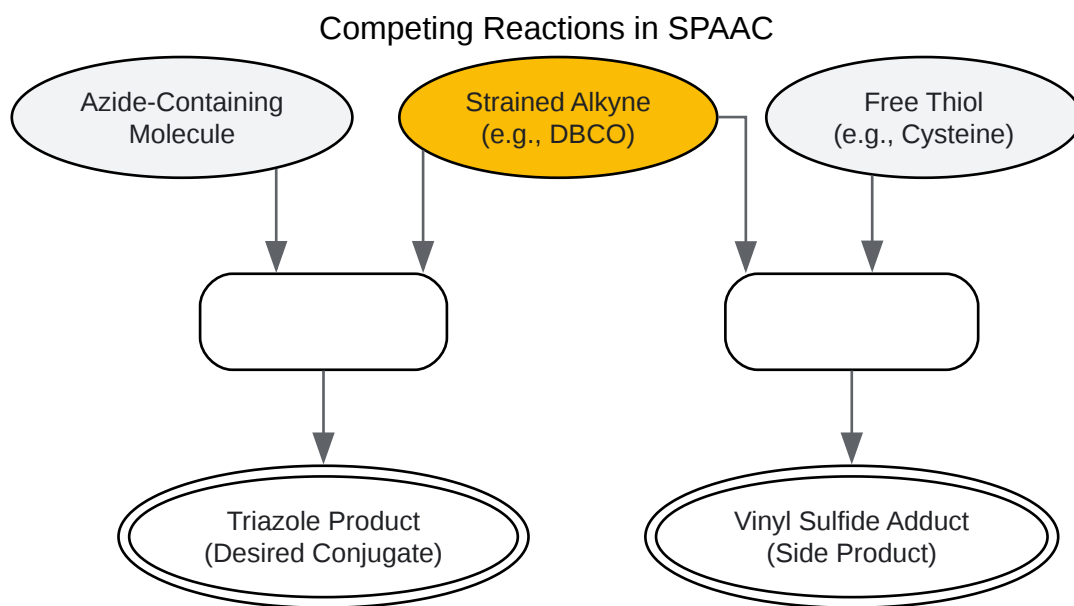 Competing Reactions in SPAAC
Azide-Containing
Molecule
Strained Alkyne
(e.g., DBCO)
Free Thiol
(e.g., Cysteine)
Triazole Product
(Desired Conjugate)
Vinyl Sulfide Adduct
(Side Product)